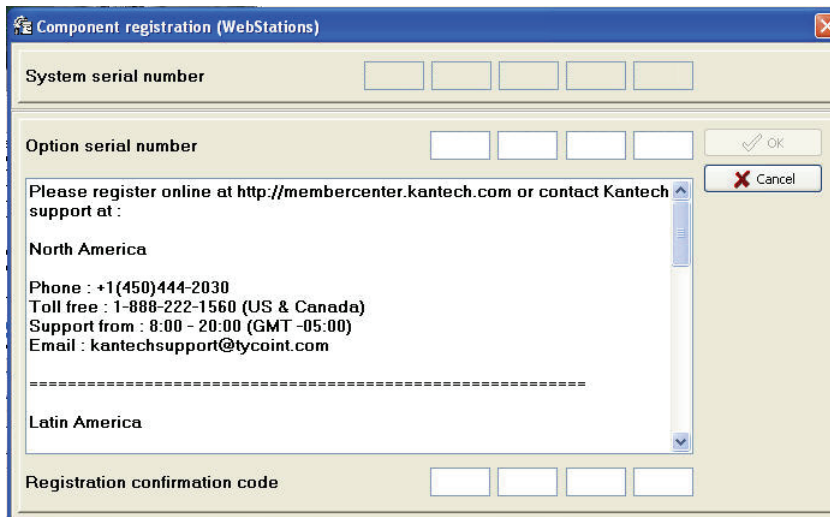 Component registration (WebStations)
System serial number
Option serial number
OK
Please register online at http://membercenter.kantech.com or contact Kantech
support at :
Cancel
North America
Phone : +1(450)444-2030
Toll free : 1-888-222-1560 (US & Canada)
Support from : 8:00 - 20:00 (GMT -05:00)
Email : kantechsupport@tycoint.com
==========================================================
Latin America
Registration confirmation code